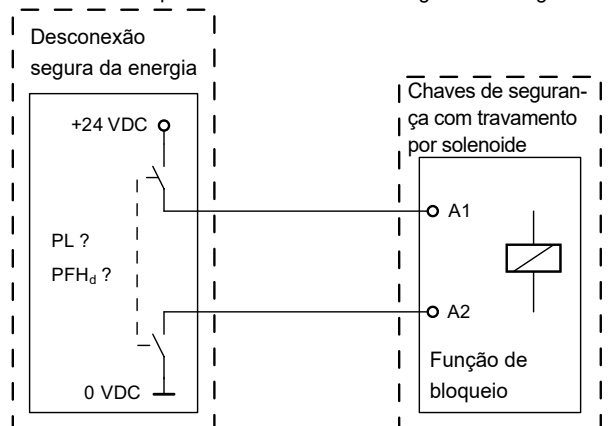 Desconexão
segura da energia
+24 VDC
PL ?
PFHd ?
0 VDC
Chaves de seguran-
ça com travamento
por solenoide
A1
A2
Função de
bloqueio